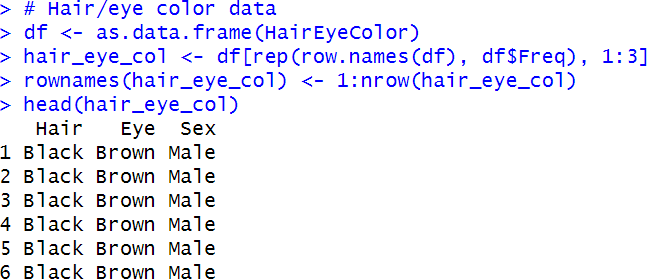 > # Hair/eye color data
> df <- as.data.frame(HairEyeColor)
> hair_eye_col <- df[rep(row.names(df), df$Freq), 1:3]
> rownames(hair_eye_col) <- 1:nrow(hair_eye_col)
> head(hair_eye_col)
   Hair   Eye  Sex
1 Black Brown Male
2 Black Brown Male
3 Black Brown Male
4 Black Brown Male
5 Black Brown Male
6 Black Brown Male